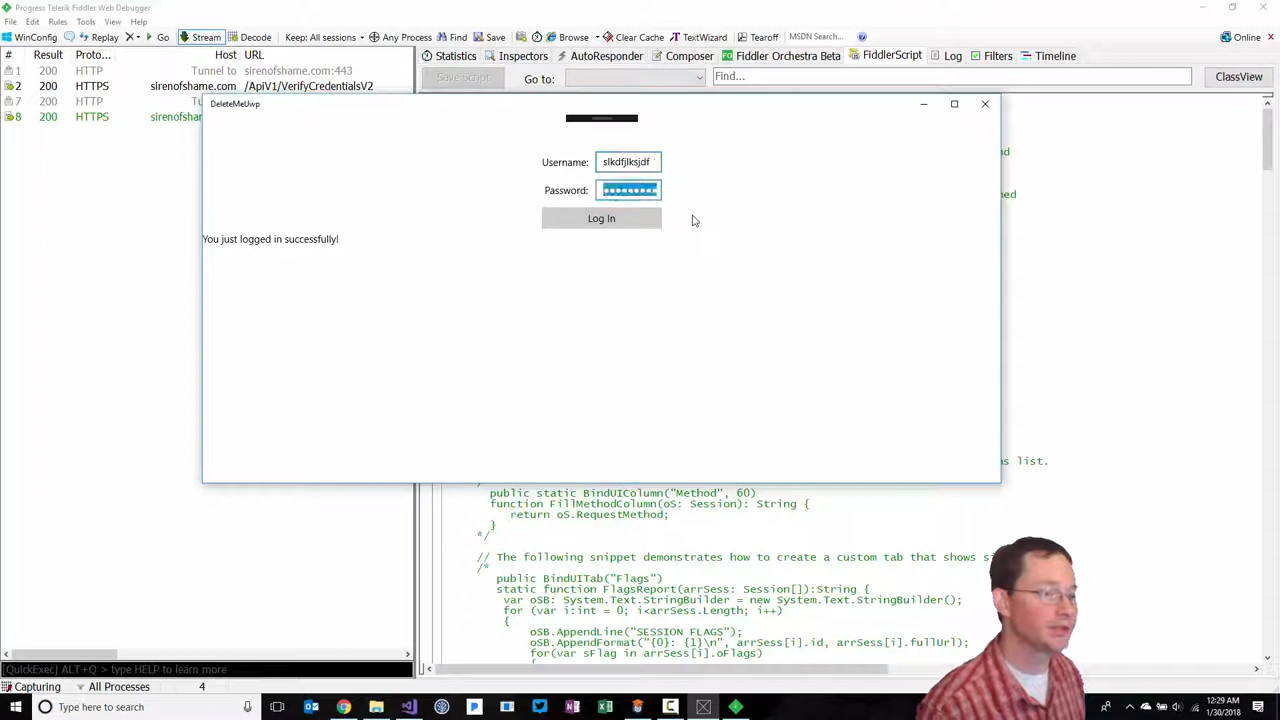 Progress Telerik Fiddler Web Debugger
File Edit Rules Tools View Help
WinConfig Replay Go Stream Decode Keep: All sessions Any Process Find Save Browse Clear Cache TextWizard Tearoff MSDN Search... Online
# Result Proto... Host URL
1 200 HTTP Tunnel to sirenofshame.com:443
2 200 HTTPS sirenofshame.com /ApiV1/VerifyCredentialsV2
7 200 HTTP
8 200 HTTPS
Statistics Inspectors AutoResponder Composer Fiddler Orchestra Beta FiddlerScript Log Filters Timeline
Save Script Go to: Find... ClassView
DeleteMeUwp
Username: slkdfjlksjdf
Password:
Log In
You just logged in successfully!
s list.
public static BindUIColumn("Method", 60)
function FillMethodColumn(oS: Session): String {
return oS.RequestMethod;
}
*/
// The following snippet demonstrates how to create a custom tab that shows
/*
public BindUITab("Flags")
static function FlagsReport(arrSess: Session[]):String {
var oSB: System.Text.StringBuilder = new System.Text.StringBuilder();
for (var i:int = 0; i<arrSess.Length; i++)
{
oSB.AppendLine("SESSION FLAGS");
oSB.AppendFormat("{0}: {1}\n", arrSess[i].id, arrSess[i].fullUrl);
for(var sFlag in arrSess[i].oFlags)
[QuickExec] ALT+Q > type HELP to learn more
Capturing All Processes 4
Type here to search
12:29 AM
1/30/2018